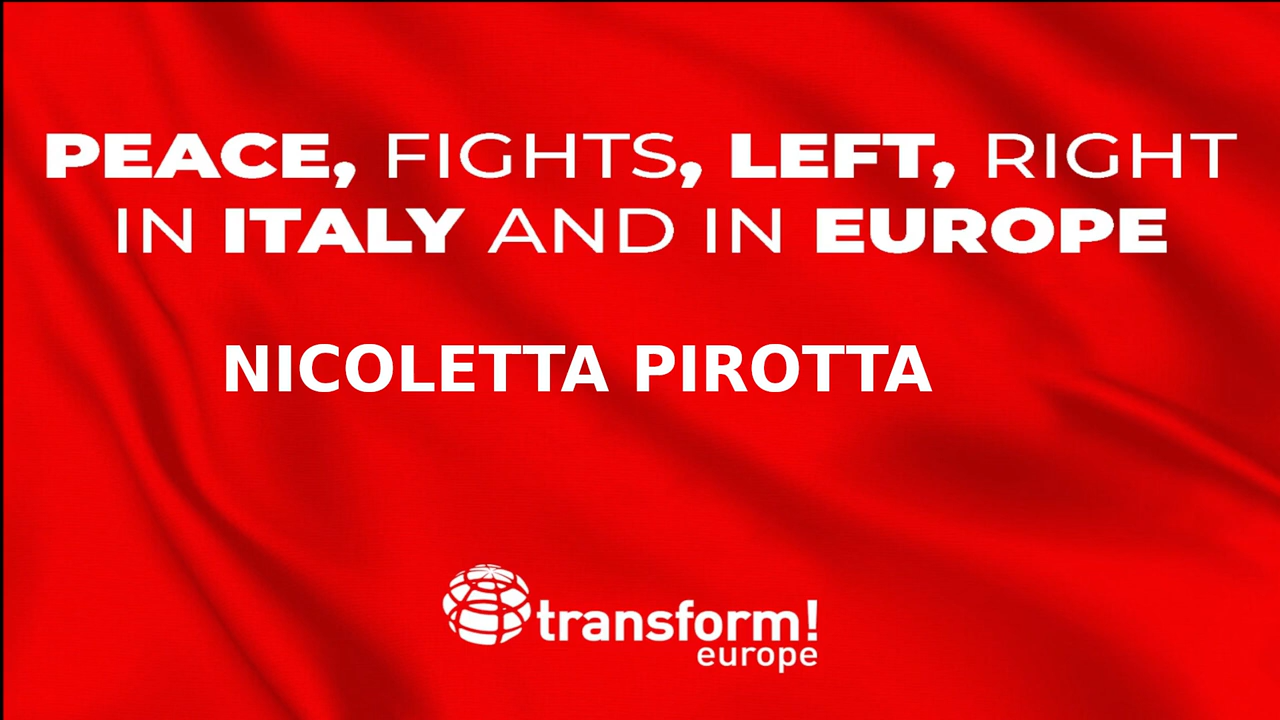 PEACE, FIGHTS, LEFT, RIGHT
IN ITALY AND IN EUROPE
NICOLETTA PIROTTA
transform!
europe